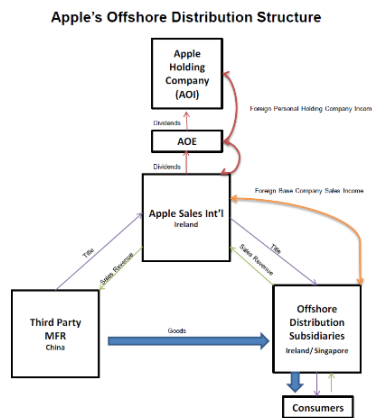 Apple's Offshore Distribution Structure
Apple
Holding
Company
(AOI)
Foreign Personal Holding Company Income
Dividends
AOE
Dividends
Apple Sales Int'l
Ireland
Foreign Base Company Sales Income
Title
Sales Revenue
Title
Sales Revenue
Third Party
MFR
China
Goods
Offshore
Distribution
Subsidiaries
Ireland/Singapore
Consumers